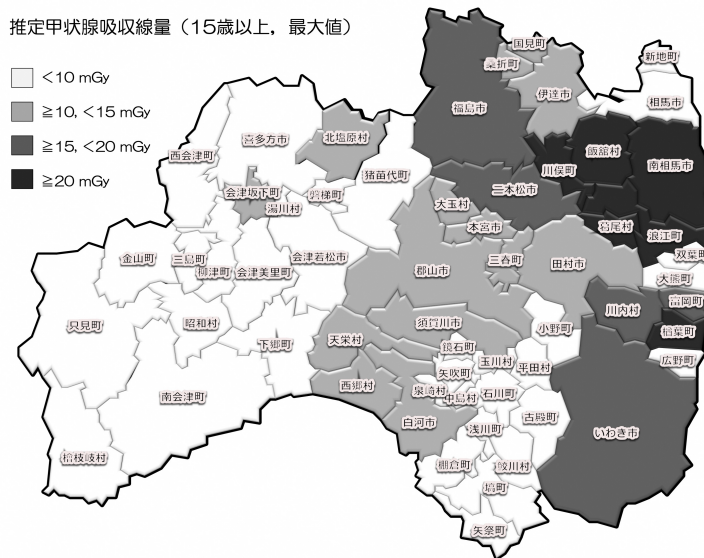 推定甲状腺吸収線量（15歳以上，最大値）
＜10 mGy
≧10, ＜15 mGy
≧15, ＜20 mGy
≧20 mGy
国見町
桑折町
新地町
伊達市
相馬市
福島市
飯舘村
喜多方市
北塩原村
西会津町
川俣町
南相馬市
猪苗代町
会津坂下町
磐梯町
二本松市
湯川村
大玉村
葛尾村
本宮市
浪江町
双葉町
金山町
三島町
会津若松市
三春町
柳津町
会津美里町
郡山市
田村市
大熊町
富岡町
川内村
只見町
昭和村
須賀川市
小野町
楢葉町
下郷町
天栄村
鏡石町
広野町
玉川村
平田村
矢吹町
西郷村
泉崎村
中島村
石川町
南会津町
古殿町
白河市
浅川町
いわき市
檜枝岐村
棚倉町
鮫川村
塙町
矢祭町